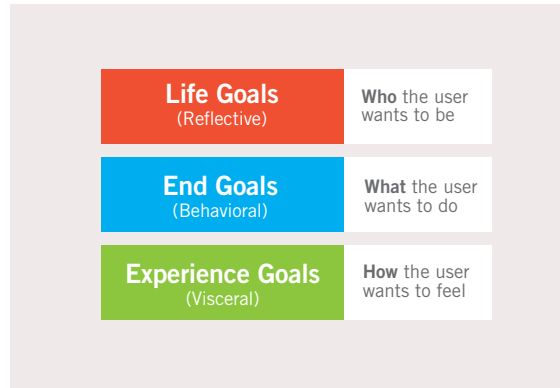 Life Goals
(Reflective)
Who the user
wants to be
End Goals
(Behavioral)
What the user
wants to do
Experience Goals
(Visceral)
How the user
wants to feel